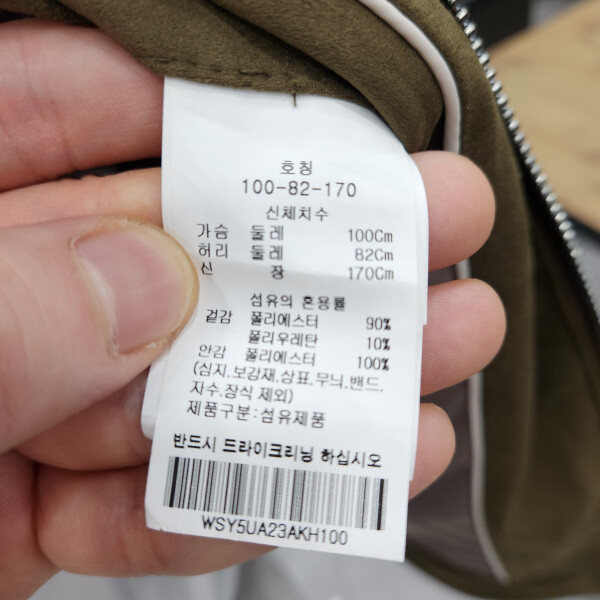 호칭
100-82-170
신체치수
가슴 둘레 100Cm
허리 둘레 82Cm
신 장 170Cm
섬유의 혼용률
겉감 폴리에스터 90%
폴리우레탄 10%
안감 폴리에스터 100%
(심지,보강재,상표,무늬,밴드,
자수,장식 제외)
제품구분:섬유제품
반드시 드라이크리닝 하십시오
WSY5UA23AKH100